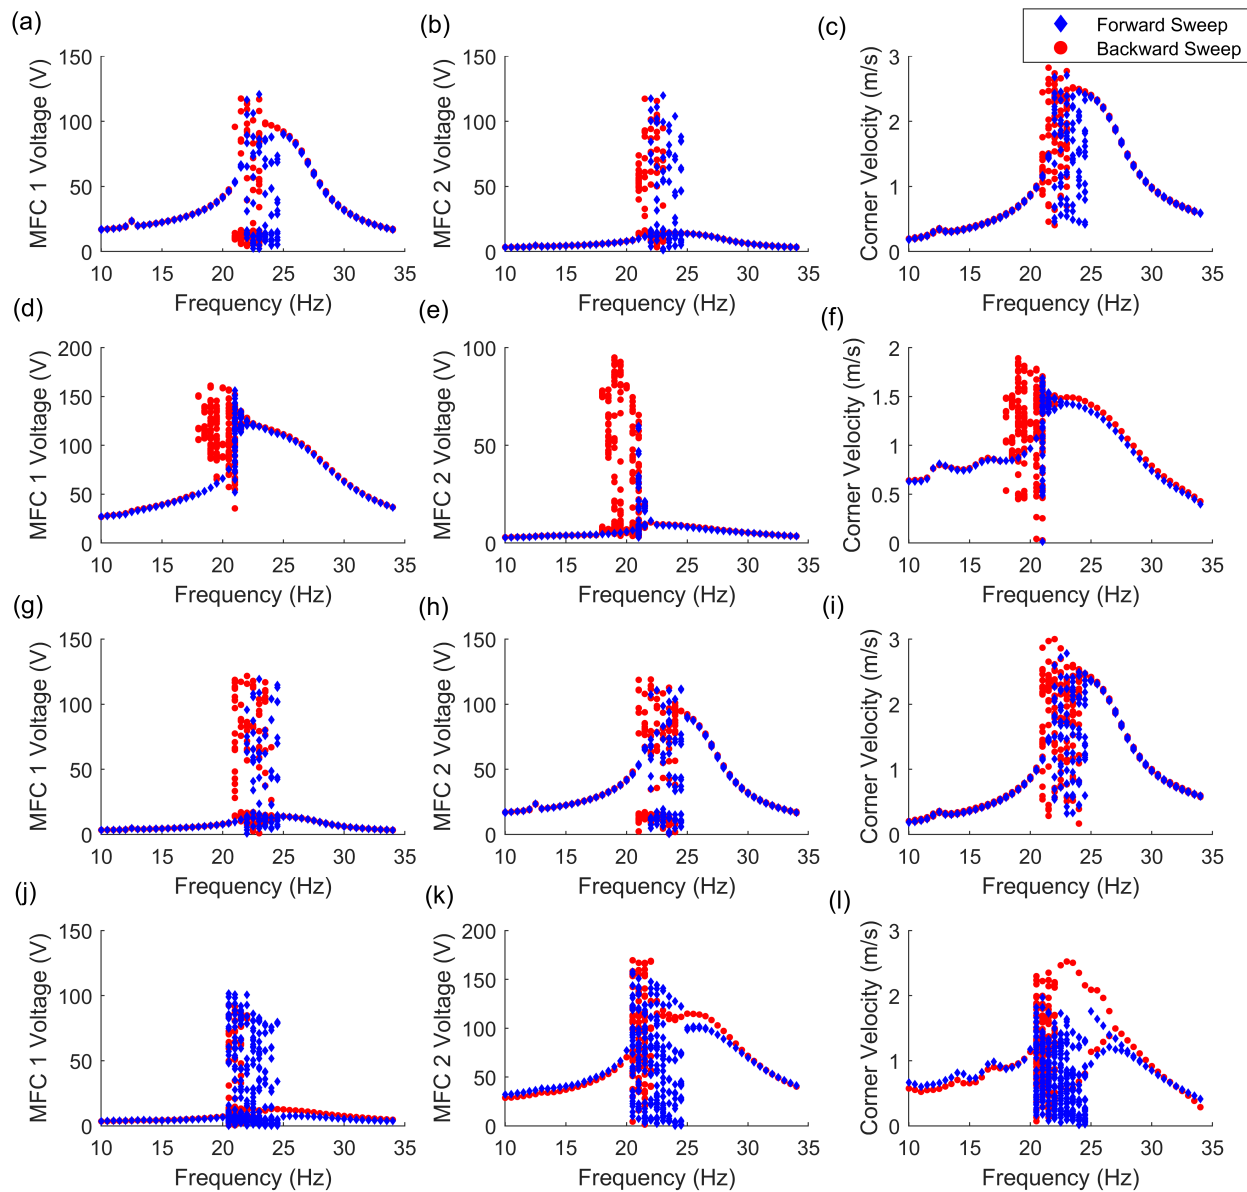 (a)
(b)
(c)
Forward Sweep
Backward Sweep
150
100
50
0
MFC 1 Voltage (V)
10 15 20 25 30 35
Frequency (Hz)
150
100
50
0
MFC 2 Voltage (V)
10 15 20 25 30 35
Frequency (Hz)
3
2
1
0
Corner Velocity (m/s)
10 15 20 25 30 35
Frequency (Hz)
(d)
(e)
(f)
200
150
100
50
0
MFC 1 Voltage (V)
10 15 20 25 30 35
Frequency (Hz)
100
50
0
MFC 2 Voltage (V)
10 15 20 25 30 35
Frequency (Hz)
2
1.5
1
0.5
0
Corner Velocity (m/s)
10 15 20 25 30 35
Frequency (Hz)
(g)
(h)
(i)
150
100
50
0
MFC 1 Voltage (V)
10 15 20 25 30 35
Frequency (Hz)
150
100
50
0
MFC 2 Voltage (V)
10 15 20 25 30 35
Frequency (Hz)
3
2
1
0
Corner Velocity (m/s)
10 15 20 25 30 35
Frequency (Hz)
(j)
(k)
(l)
150
100
50
0
MFC 1 Voltage (V)
10 15 20 25 30 35
Frequency (Hz)
200
150
100
50
0
MFC 2 Voltage (V)
10 15 20 25 30 35
Frequency (Hz)
3
2
1
0
Corner Velocity (m/s)
10 15 20 25 30 35
Frequency (Hz)